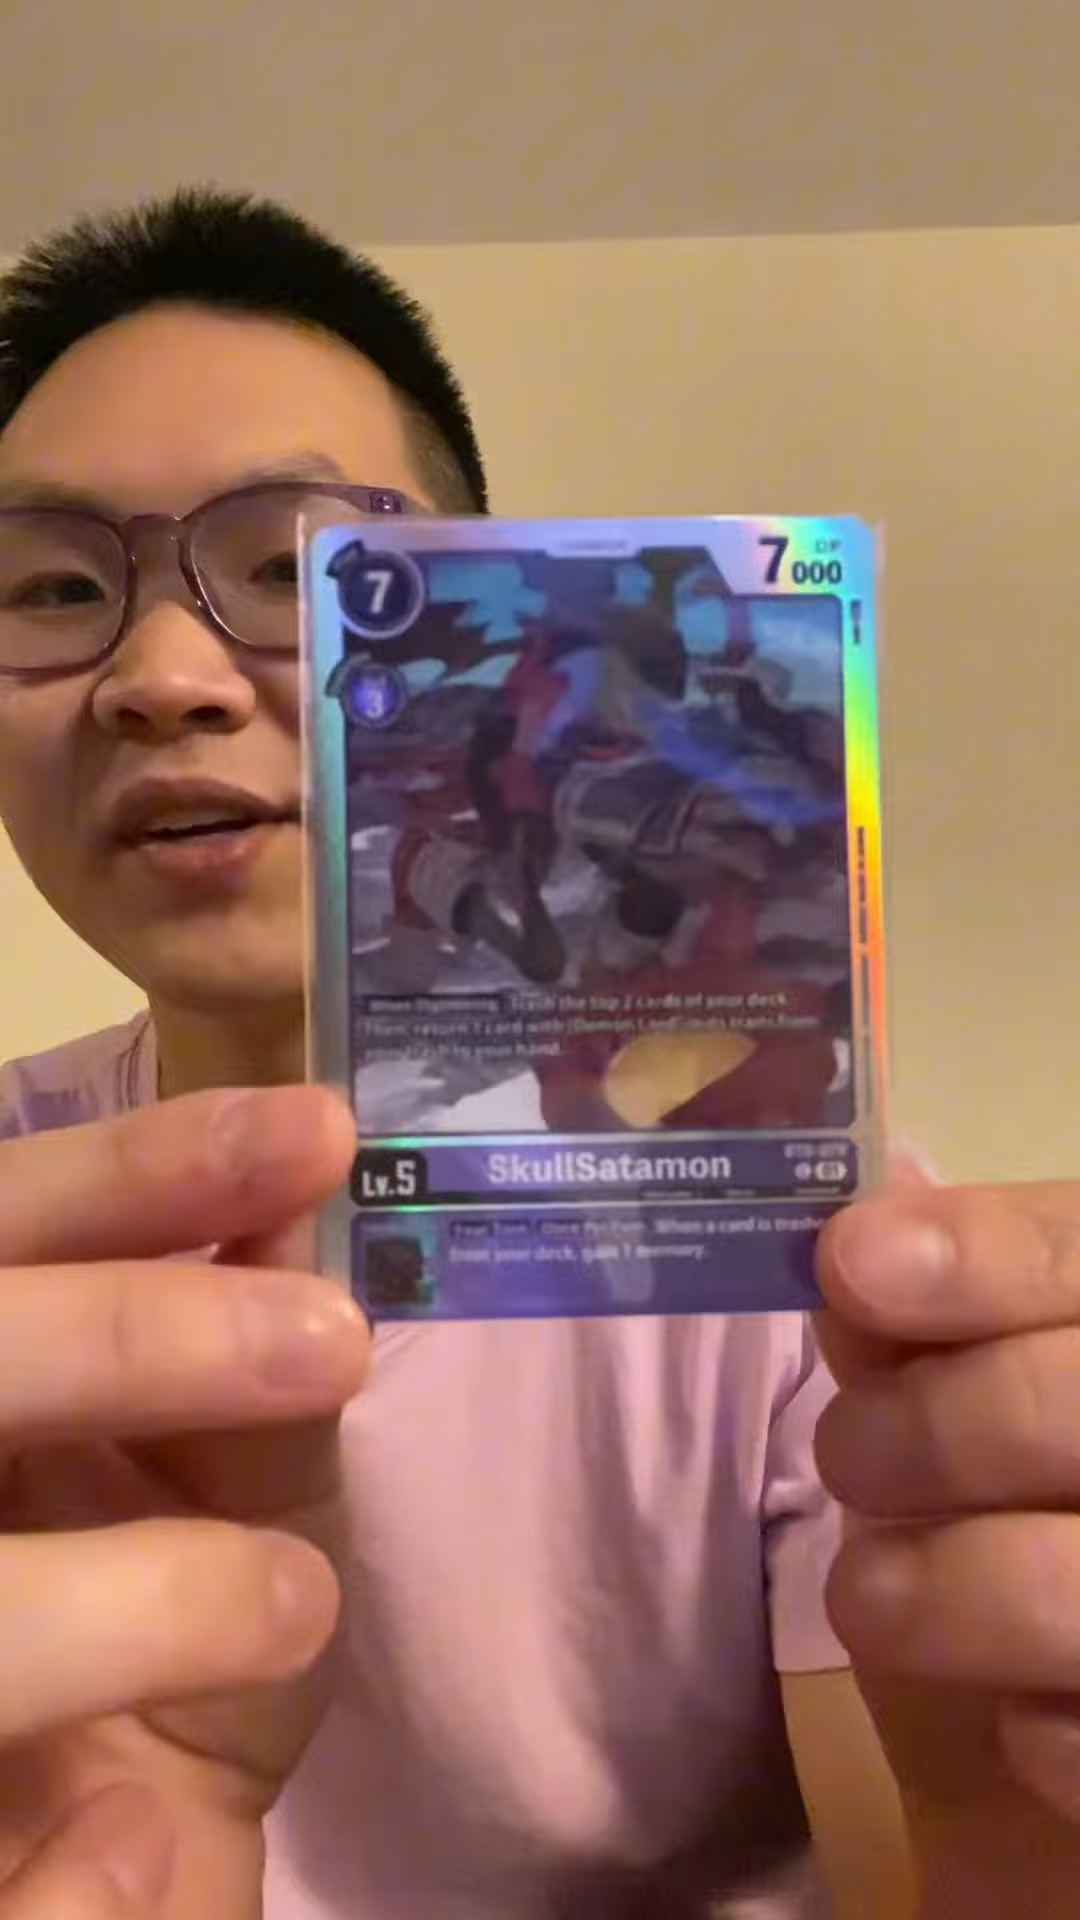 7
DP
7000
3
When Digivolving Trash the top 2 cards of your deck.
Then, return 1 card with [Demon Lord] in its traits from
your trash to your hand.
Lv.5
SkullSatamon
Your Turn Once Per Turn When a card is trashe
from your deck, gain 1 memory.